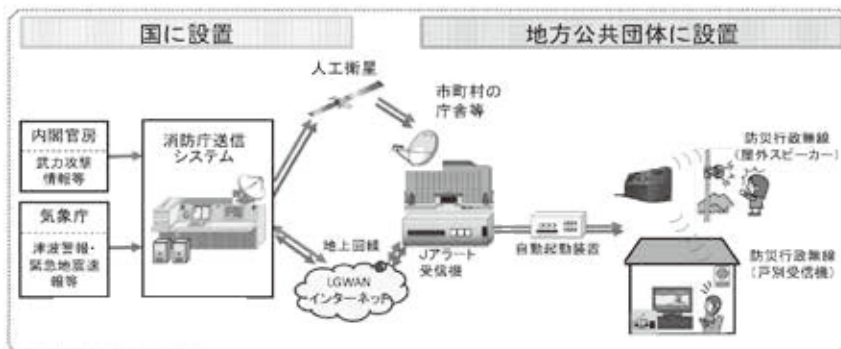 国に設置
地方公共団体に設置
人工衛星
市町村の
庁舎等
内閣官房
武力攻撃
情報等
消防庁送信
システム
防災行政無線
(屋外スピーカー)
気象庁
津波警報・
緊急地震速
報等
地上回線
LGWAN
インターネット
Jアラート
受信機
自動起動装置
防災行政無線
(戸別受信機)